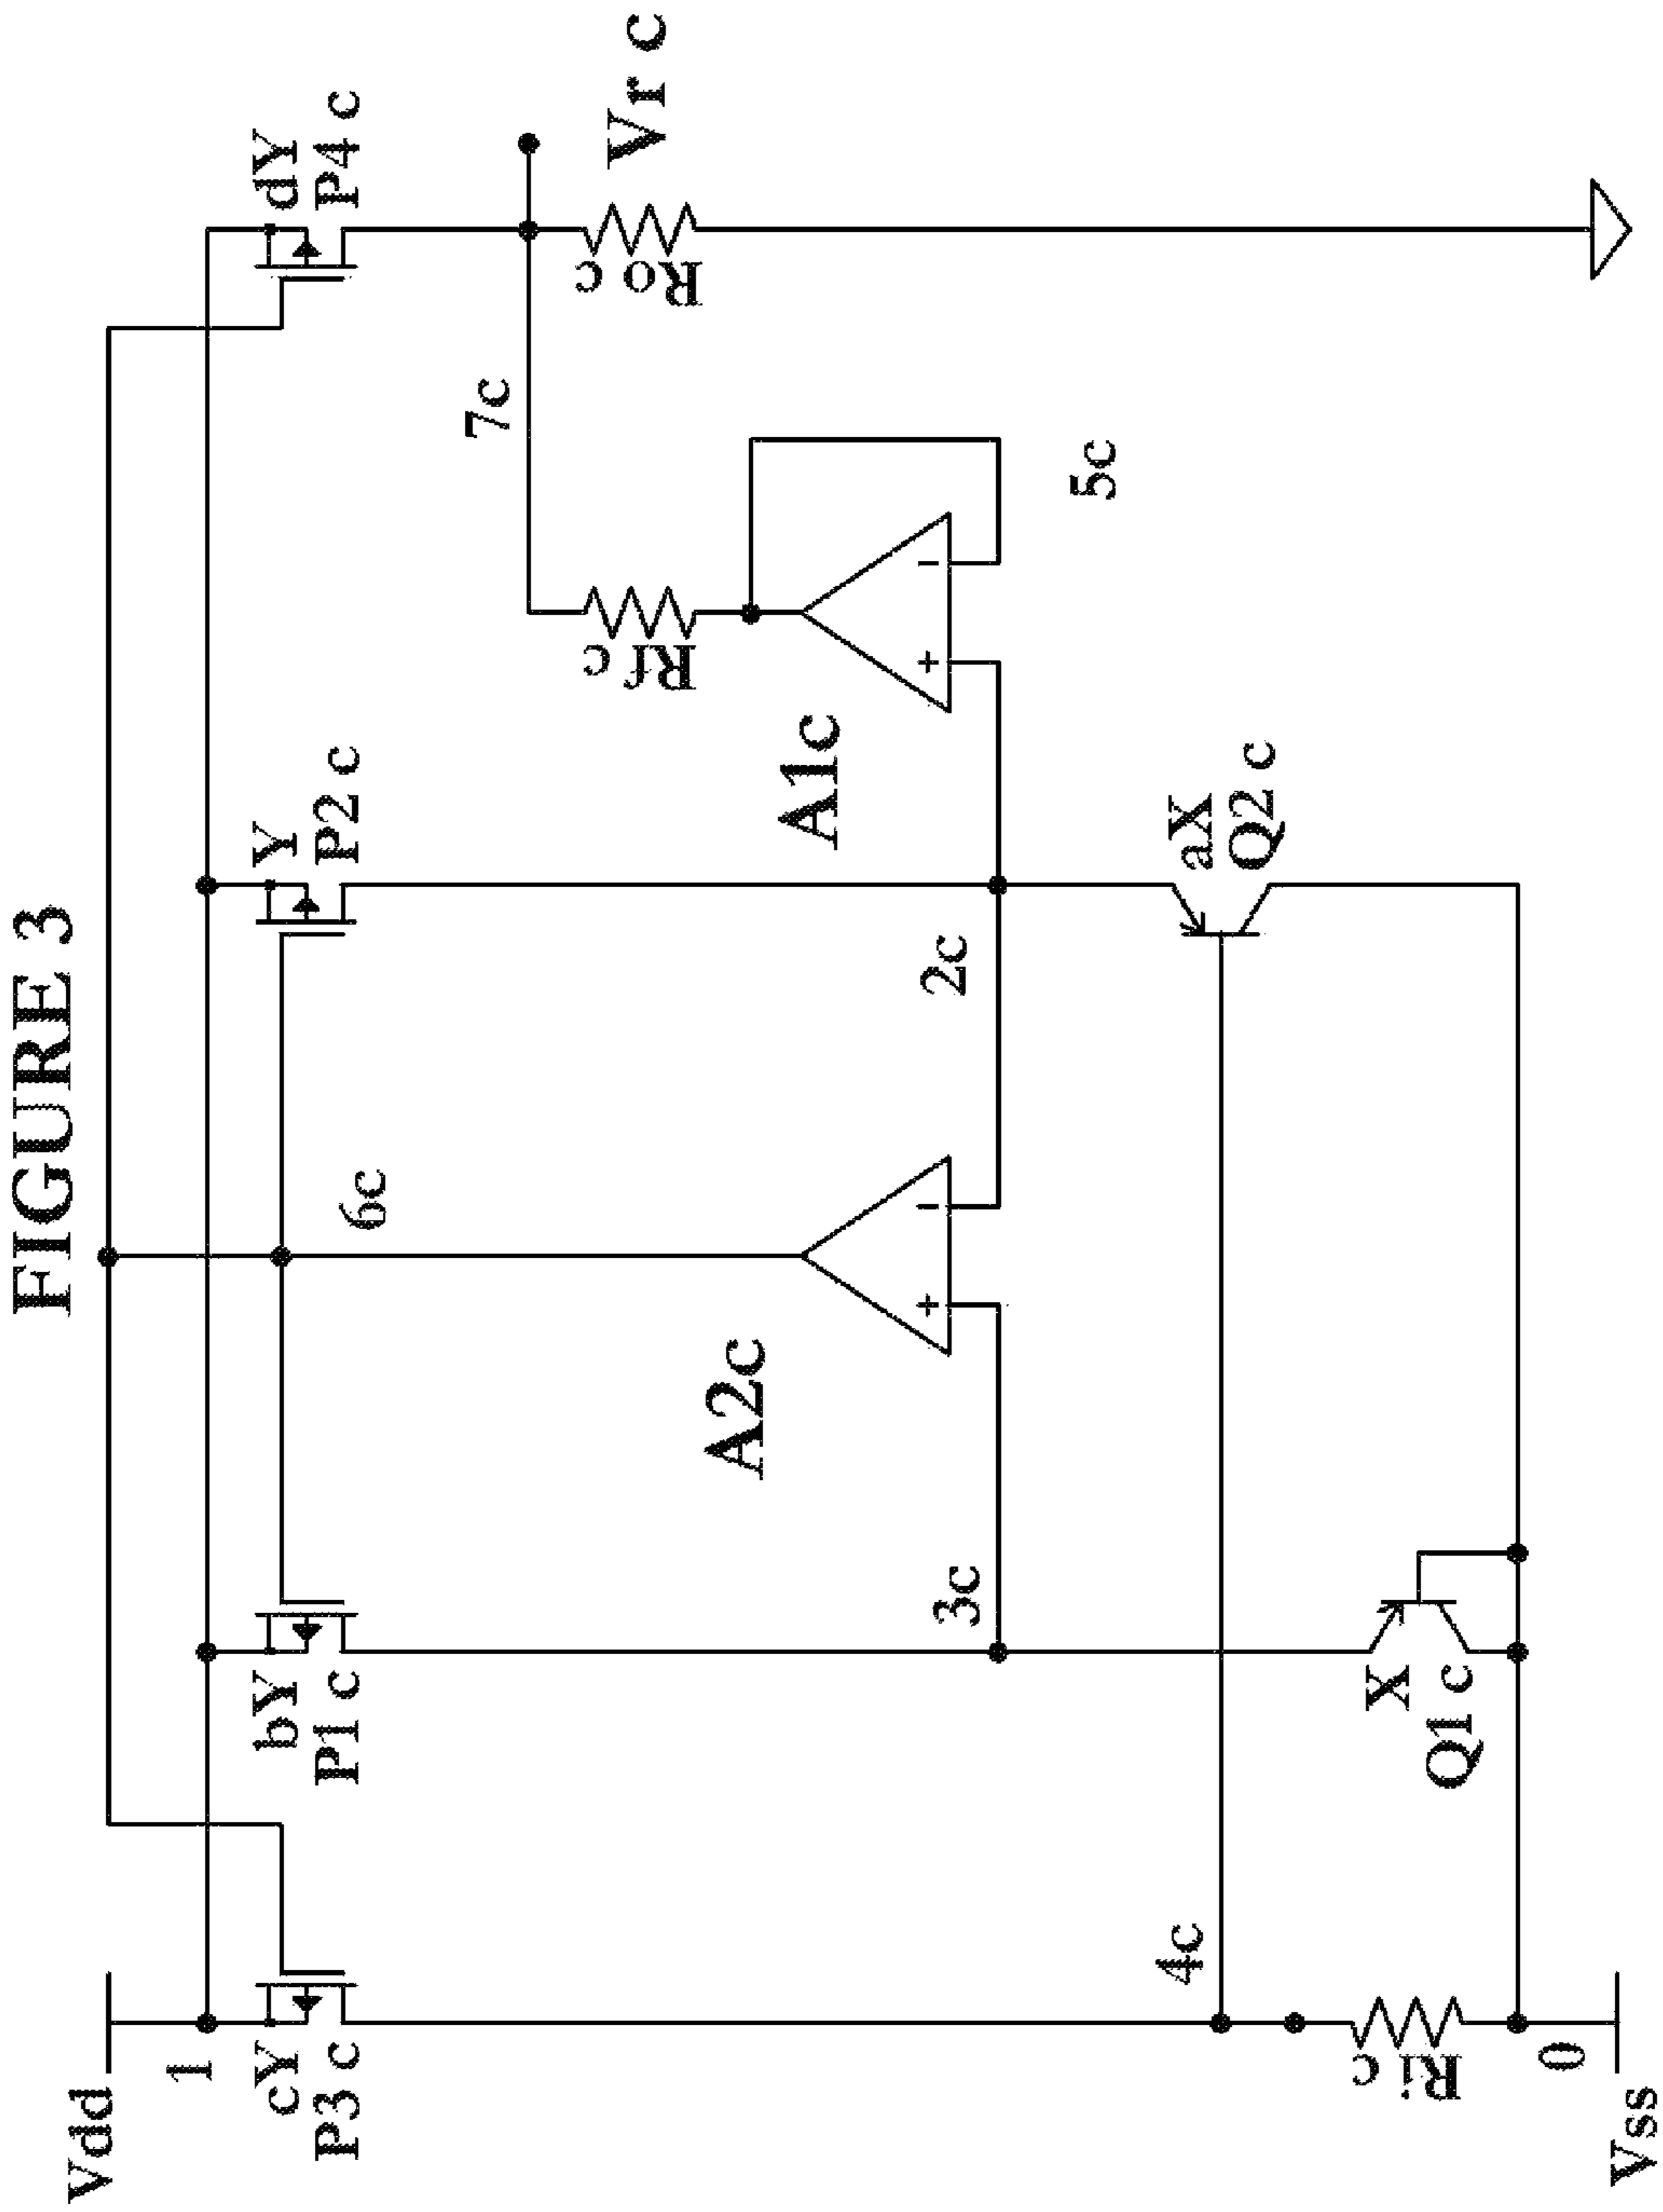 FIGURE 3
Vdd
1
cY
P3 c
bY
P1 c
6c
Y
P2 c
dY
P4 c
7c
Vr c
Rf c
Ro c
A2c
+ -
A1c
+ -
5c
3c
2c
4c
aX
Q2 c
X
Q1 c
Ri c
0
Vss